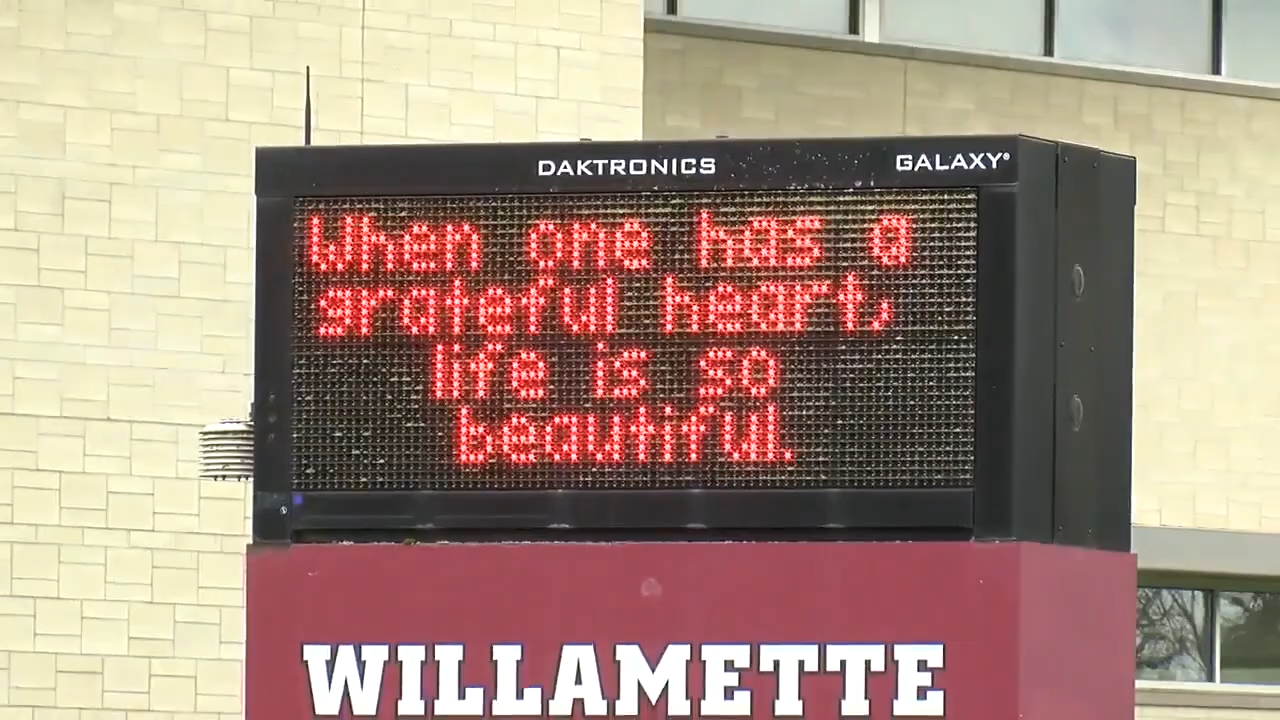 DAKTRONICS GALAXY®
When one has a
grateful heart,
life is so
beautiful.
WILLAMETTE